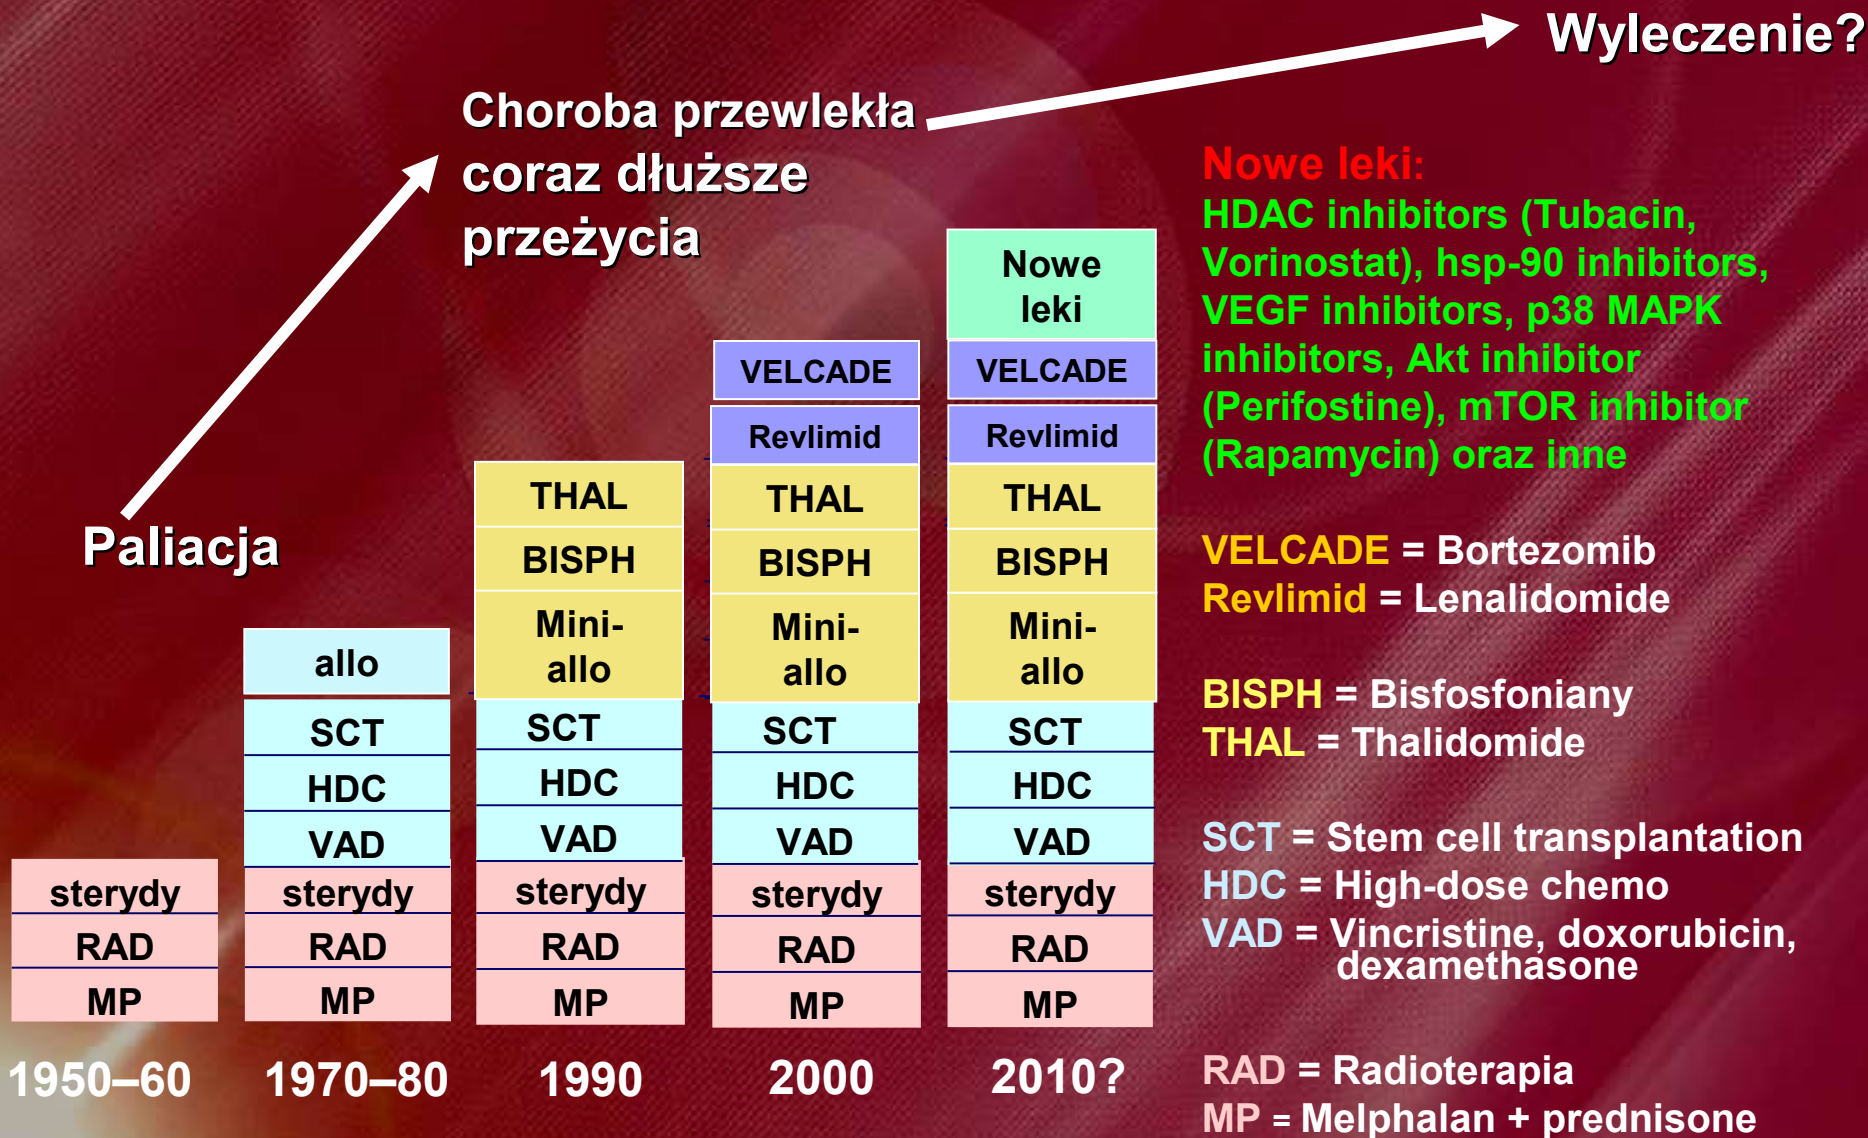 Wyleczenie?
Choroba przewlekła
coraz dłuższe
przeżycia
Paliacja
sterydy
RAD
MP
1950–60
allo
SCT
HDC
VAD
sterydy
RAD
MP
1970–80
THAL
BISPH
Mini-
allo
SCT
HDC
VAD
sterydy
RAD
MP
1990
VELCADE
Revlimid
THAL
BISPH
Mini-
allo
SCT
HDC
VAD
sterydy
RAD
MP
2000
Nowe
leki
VELCADE
Revlimid
THAL
BISPH
Mini-
allo
SCT
HDC
VAD
sterydy
RAD
MP
2010?
Nowe leki:
HDAC inhibitors (Tubacin,
Vorinostat), hsp-90 inhibitors,
VEGF inhibitors, p38 MAPK
inhibitors, Akt inhibitor
(Perifostine), mTOR inhibitor
(Rapamycin) oraz inne
VELCADE = Bortezomib
Revlimid = Lenalidomide
BISPH = Bisfosfoniany
THAL = Thalidomide
SCT = Stem cell transplantation
HDC = High-dose chemo
VAD = Vincristine, doxorubicin,
dexamethasone
RAD = Radioterapia
MP = Melphalan + prednisone